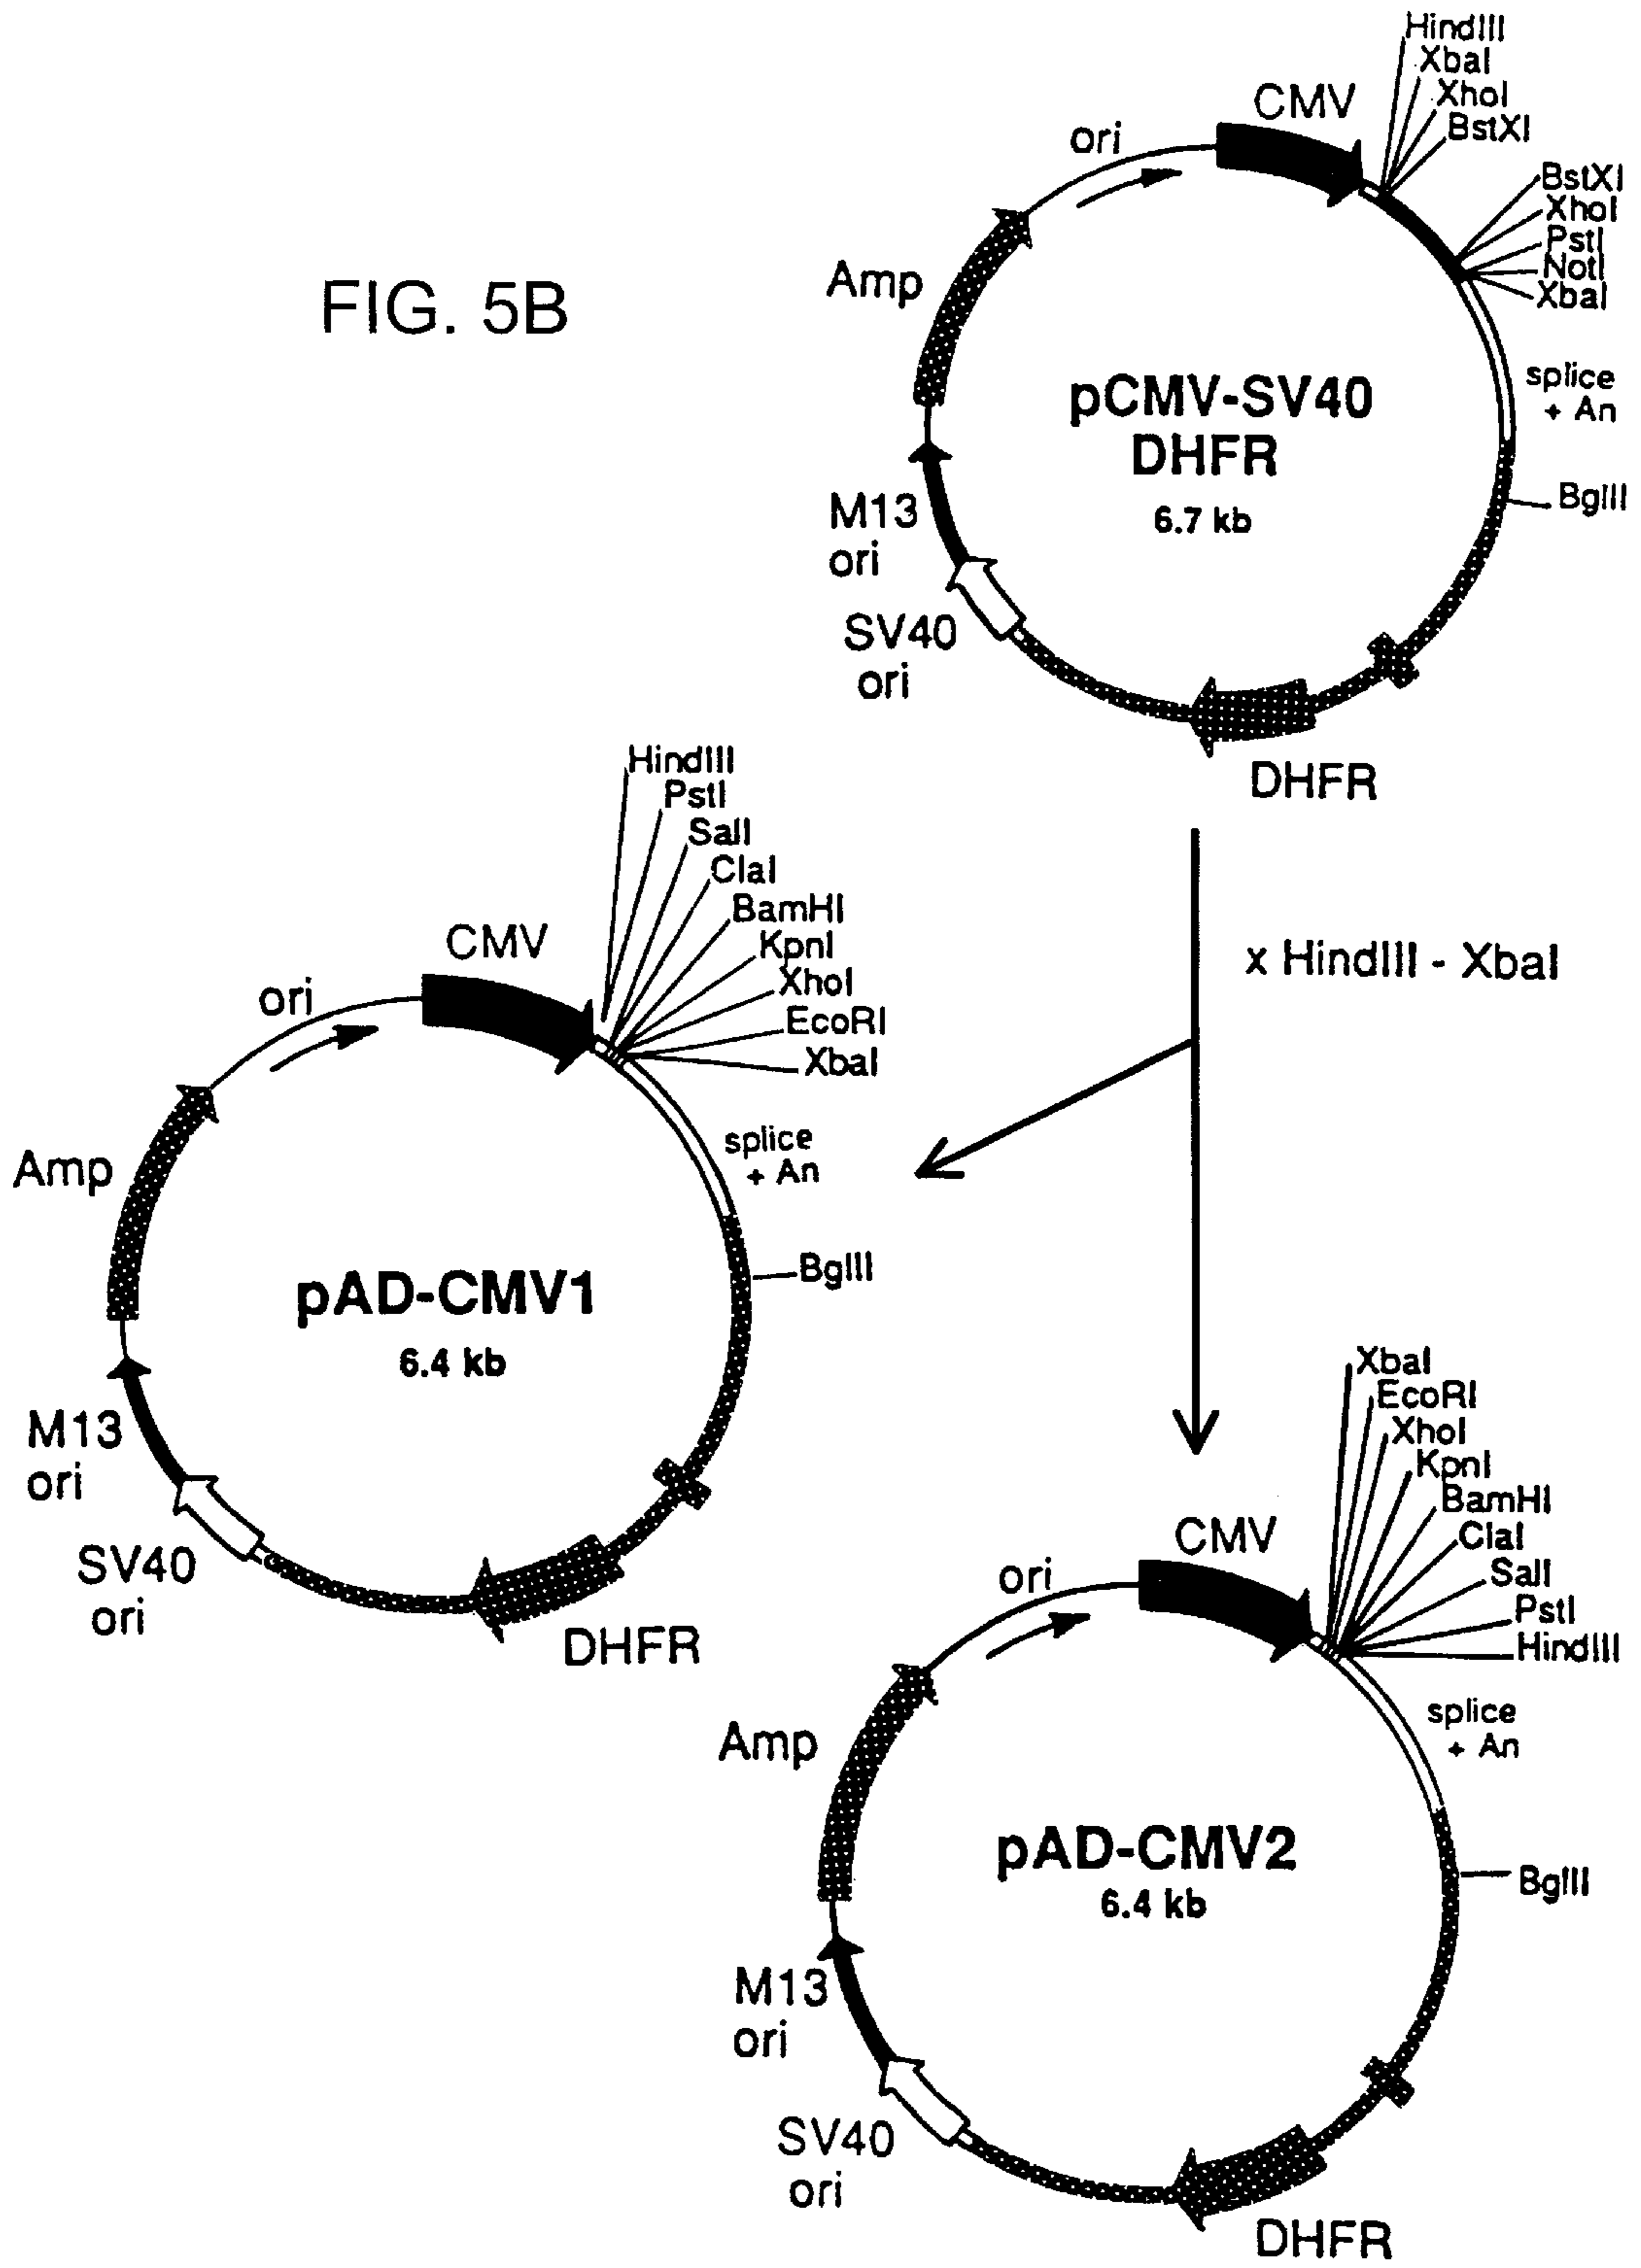 FIG. 5B
CMV
ori
HindIII
XbaI
XhoI
BstXI
BstXI
XhoI
PstI
NotI
XbaI
Amp
splice
+ An
pCMV-SV40
DHFR
6.7 kb
BglII
M13
ori
SV40
ori
DHFR
x HindIII - XbaI
HindIII
PstI
SalI
ClaI
BamHI
KpnI
XhoI
EcoRI
XbaI
CMV
ori
Amp
splice
+ An
BglII
pAD-CMV1
6.4 kb
M13
ori
SV40
ori
DHFR
XbaI
EcoRI
XhoI
KpnI
BamHI
ClaI
SalI
PstI
HindIII
CMV
ori
Amp
splice
+ An
pAD-CMV2
6.4 kb
BglII
M13
ori
SV40
ori
DHFR